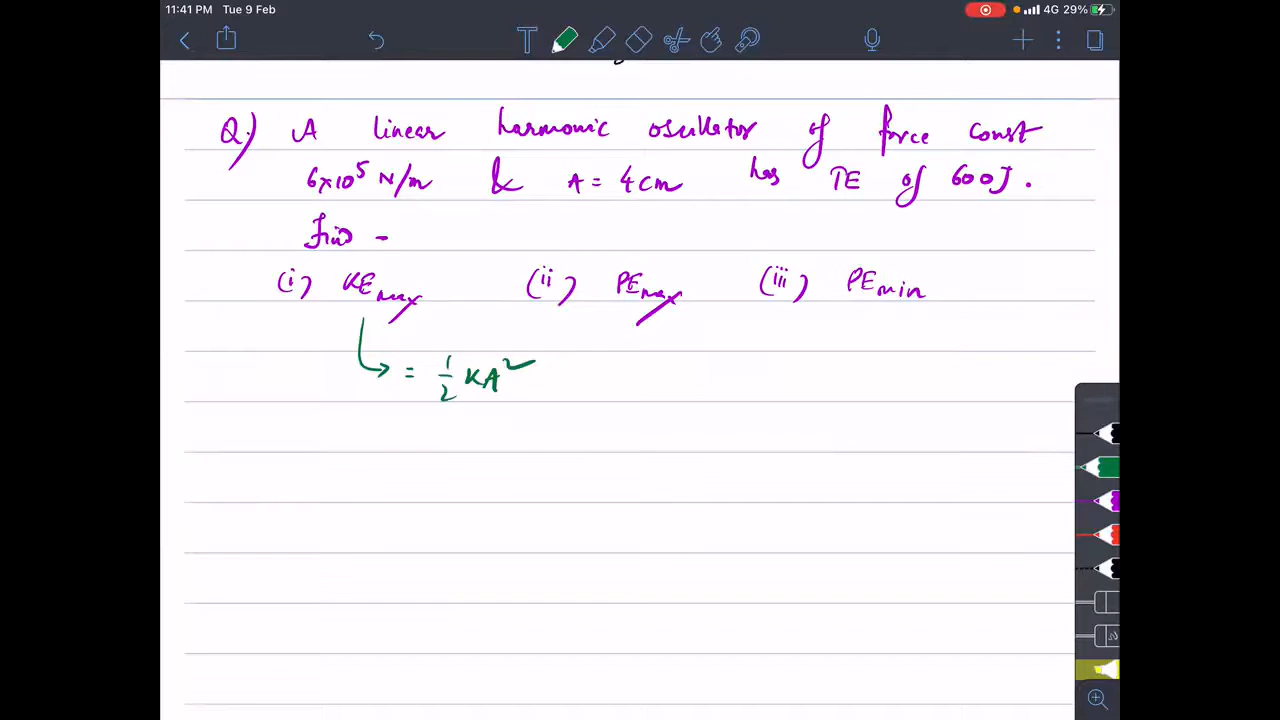 11:41 PM Tue 9 Feb 4G 29%
Q) A linear harmonic oscillator of force const
6×10⁵ N/m & A = 4cm has TE of 600J.
Find -
(i) KEmax (ii) PEmax (iii) PEmin
= 1/2 KA²